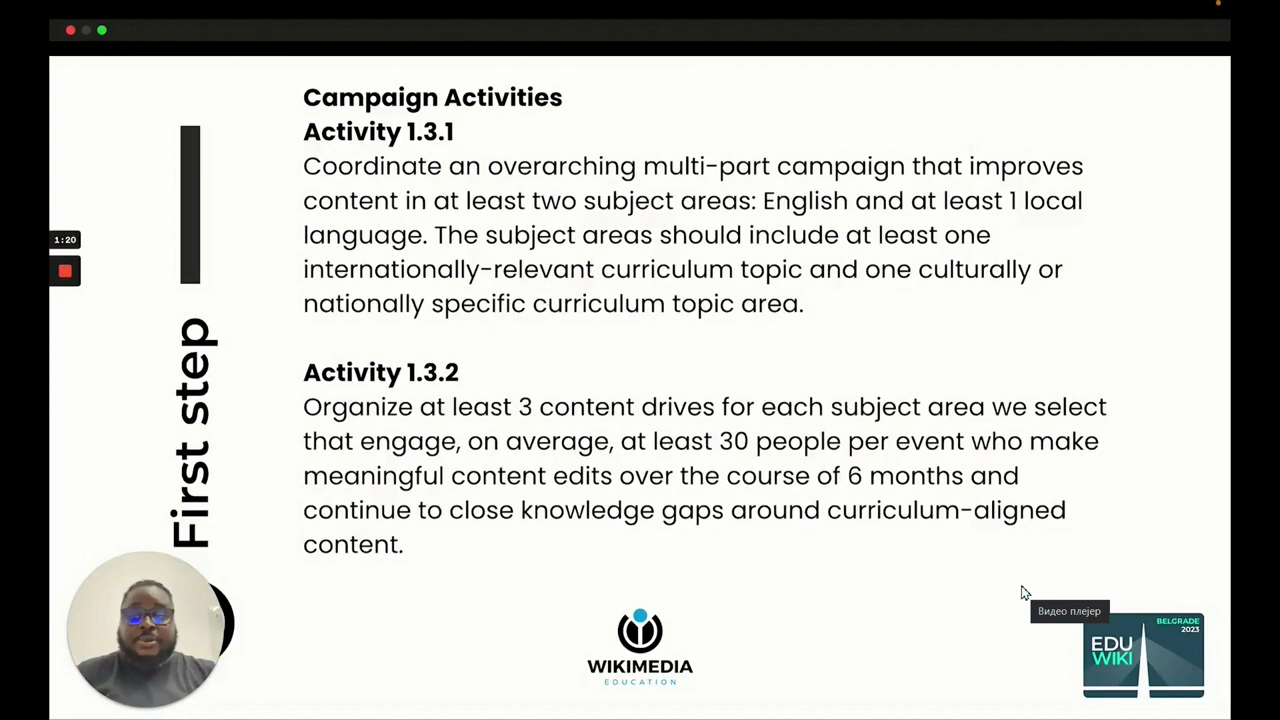 Campaign Activities
Activity 1.3.1
Coordinate an overarching multi-part campaign that improves
content in at least two subject areas: English and at least 1 local
language. The subject areas should include at least one
internationally-relevant curriculum topic and one culturally or
nationally specific curriculum topic area.
Activity 1.3.2
Organize at least 3 content drives for each subject area we select
that engage, on average, at least 30 people per event who make
meaningful content edits over the course of 6 months and
continue to close knowledge gaps around curriculum-aligned
content.
First step
1:20
WIKIMEDIA
EDUCATION
Видео плејер
BELGRADE
2023
EDU
WIKI